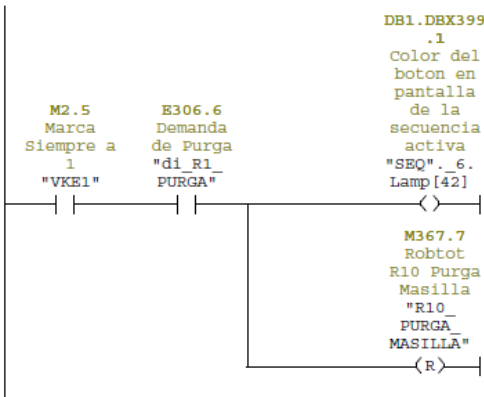 DB1.DBX399
.1
Color del
boton en
pantalla
de la
secuencia
activa
"SEQ"._6.
Lamp[42]
M2.5
Marca
Siempre a
1
"VKE1"
E306.6
Demanda
de Purga
"di_R1_
PURGA"
M367.7
Robtot
R10 Purga
Masilla
"R10_
PURGA_
MASILLA"
R